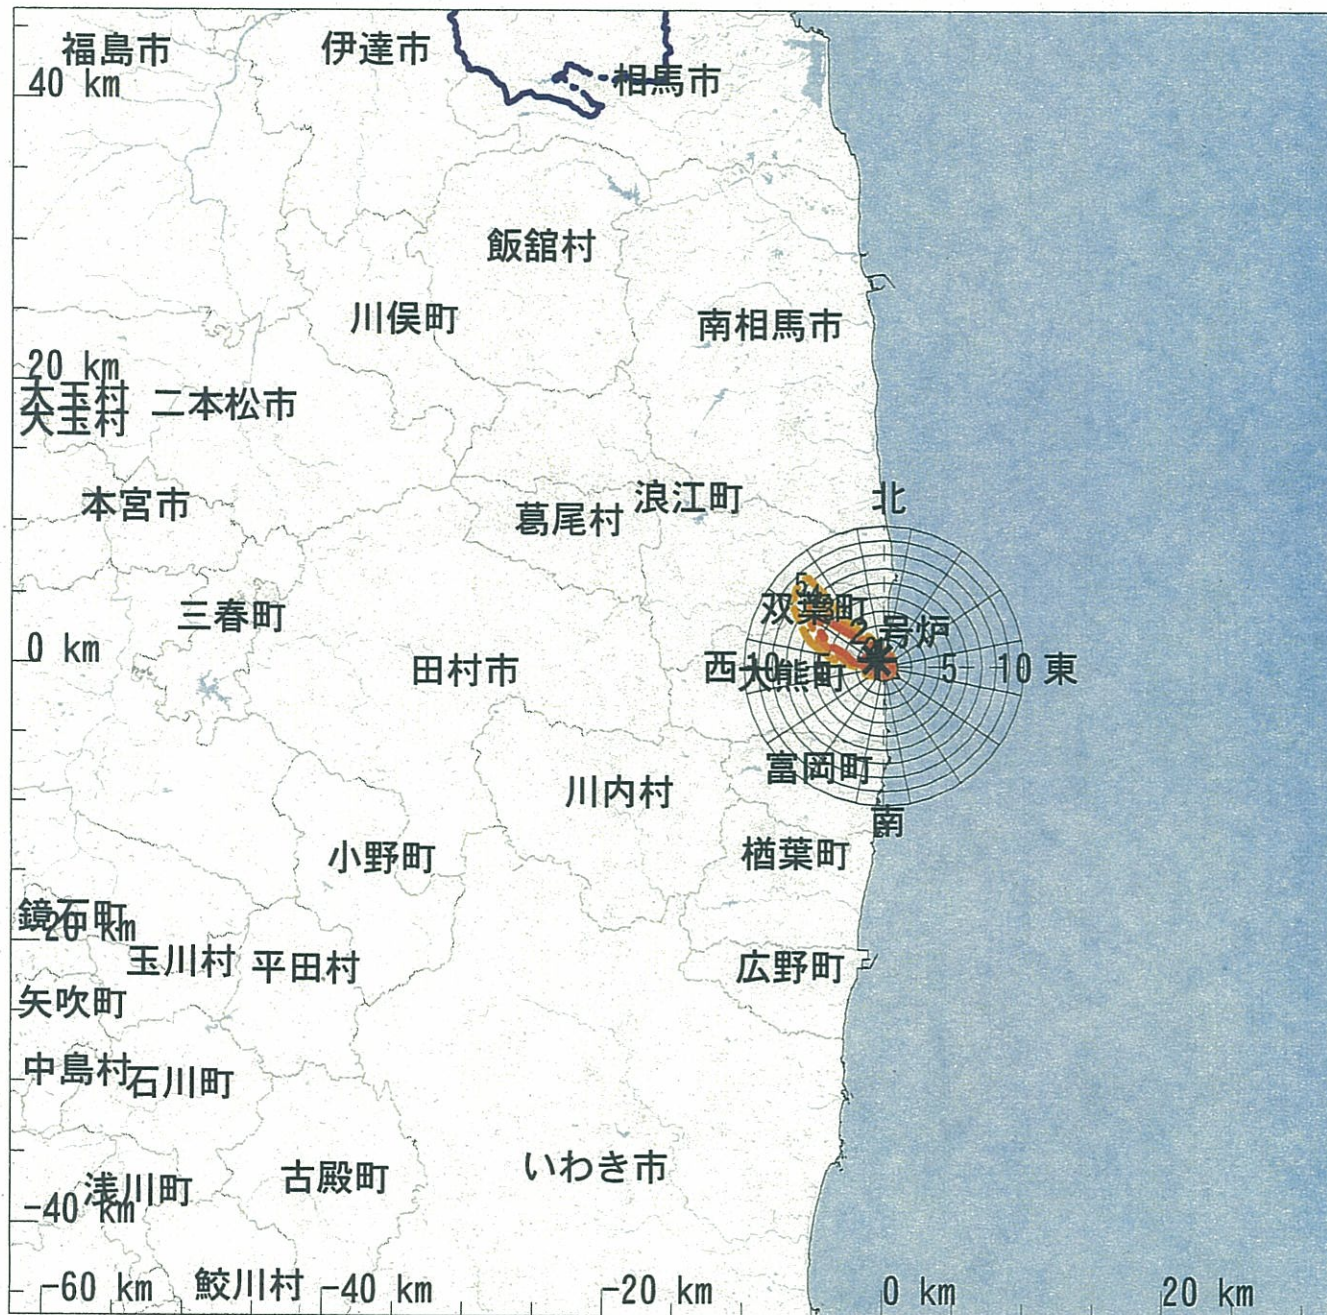 福島市
伊達市
相馬市
40 km
飯舘村
川俣町
南相馬市
20 km
大玉村
大玉村
二本松市
本宮市
葛尾村
浪江町
北
三春町
双葉町
2号炉
0 km
田村市
西
10
5
大熊町
5
10
東
川内村
富岡町
南
小野町
楢葉町
鏡石町
-20 km
玉川村
平田村
広野町
矢吹町
中島村
石川町
浅川町
古殿町
いわき市
-40 km
-60 km
鮫川村
-40 km
-20 km
0 km
20 km